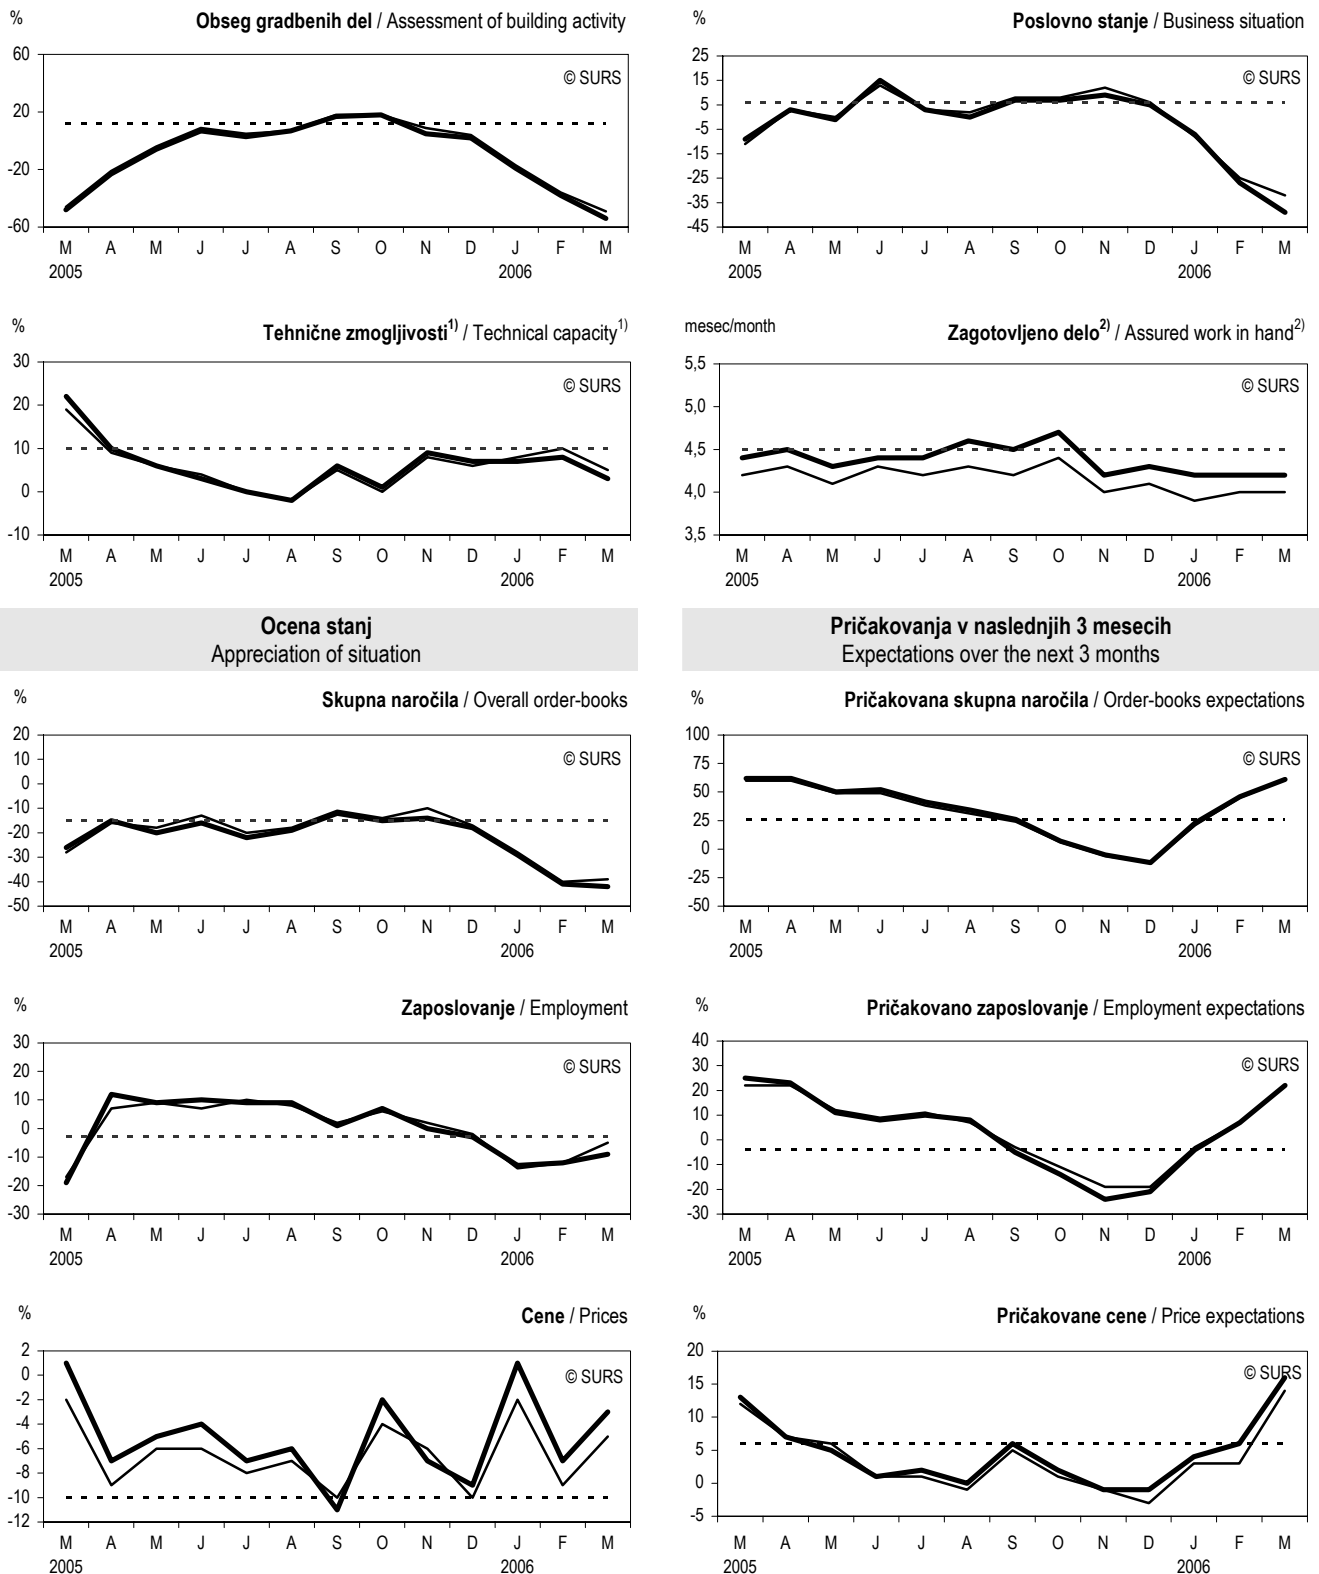 % Obseg gradbenih del / Assessment of building activity
60
20
-20
-60
© SURS
M A M J J A S O N D J F M
2005 2006
% Poslovno stanje / Business situation
25
15
5
-5
-15
-25
-35
-45
© SURS
M A M J J A S O N D J F M
2005 2006
% Tehnične zmogljivosti1) / Technical capacity1)
30
20
10
0
-10
© SURS
M A M J J A S O N D J F M
2005 2006
mesec/month Zagotovljeno delo2) / Assured work in hand2)
5,5
5,0
4,5
4,0
3,5
© SURS
M A M J J A S O N D J F M
2005 2006
Ocena stanj
Appreciation of situation
Pričakovanja v naslednjih 3 mesecih
Expectations over the next 3 months
% Skupna naročila / Overall order-books
20
10
0
-10
-20
-30
-40
-50
© SURS
M A M J J A S O N D J F M
2005 2006
% Pričakovana skupna naročila / Order-books expectations
100
75
50
25
0
-25
-50
© SURS
M A M J J A S O N D J F M
2005 2006
% Zaposlovanje / Employment
30
20
10
0
-10
-20
-30
© SURS
M A M J J A S O N D J F M
2005 2006
% Pričakovano zaposlovanje / Employment expectations
40
30
20
10
0
-10
-20
-30
© SURS
M A M J J A S O N D J F M
2005 2006
% Cene / Prices
2
0
-2
-4
-6
-8
-10
-12
© SURS
M A M J J A S O N D J F M
2005 2006
% Pričakovane cene / Price expectations
20
15
10
5
0
-5
© SURS
M A M J J A S O N D J F M
2005 2006